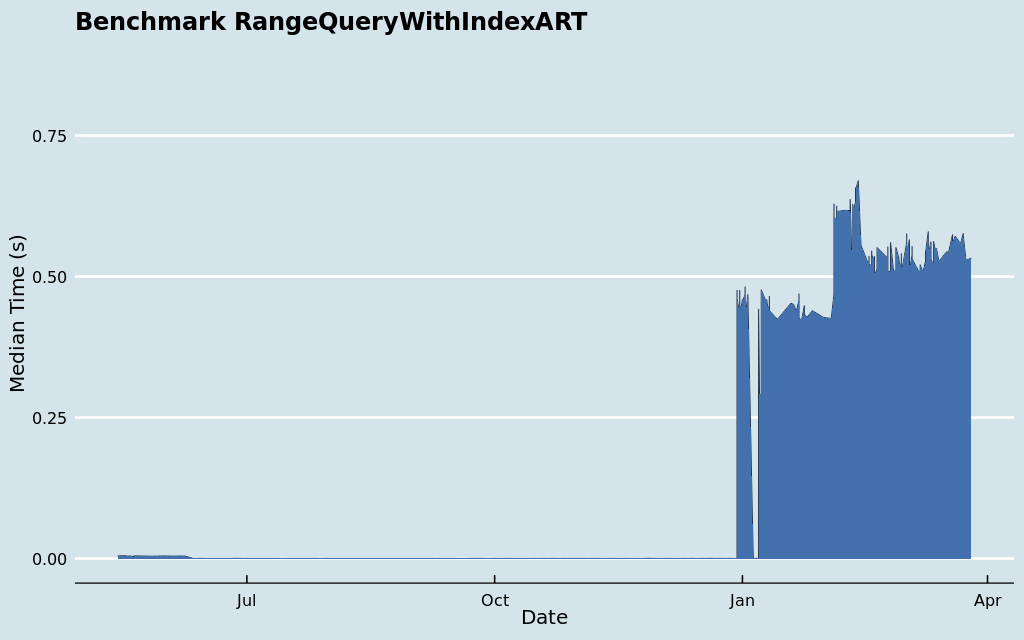 Benchmark RangeQueryWithIndexART
0.75
0.50
0.25
0.00
Median Time (s)
Jul Oct Jan Apr
Date